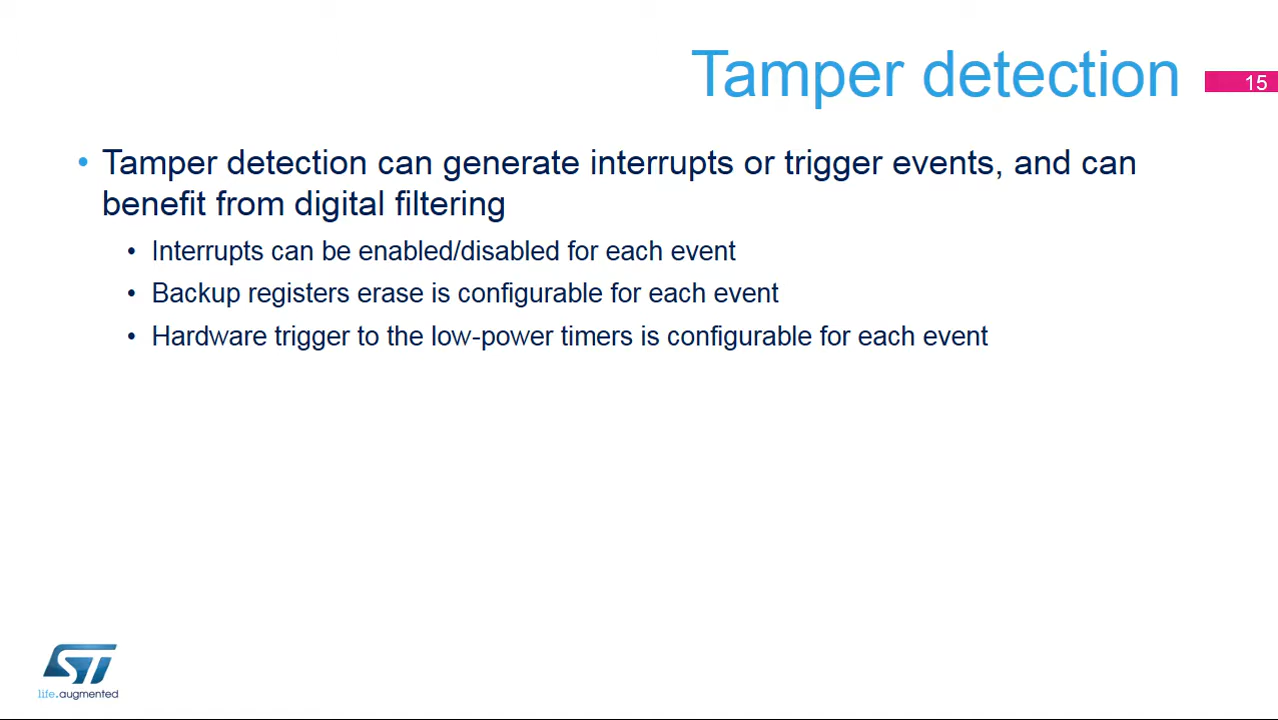 Tamper detection
15
• Tamper detection can generate interrupts or trigger events, and can
benefit from digital filtering
• Interrupts can be enabled/disabled for each event
• Backup registers erase is configurable for each event
• Hardware trigger to the low-power timers is configurable for each event
ST
life.augmented